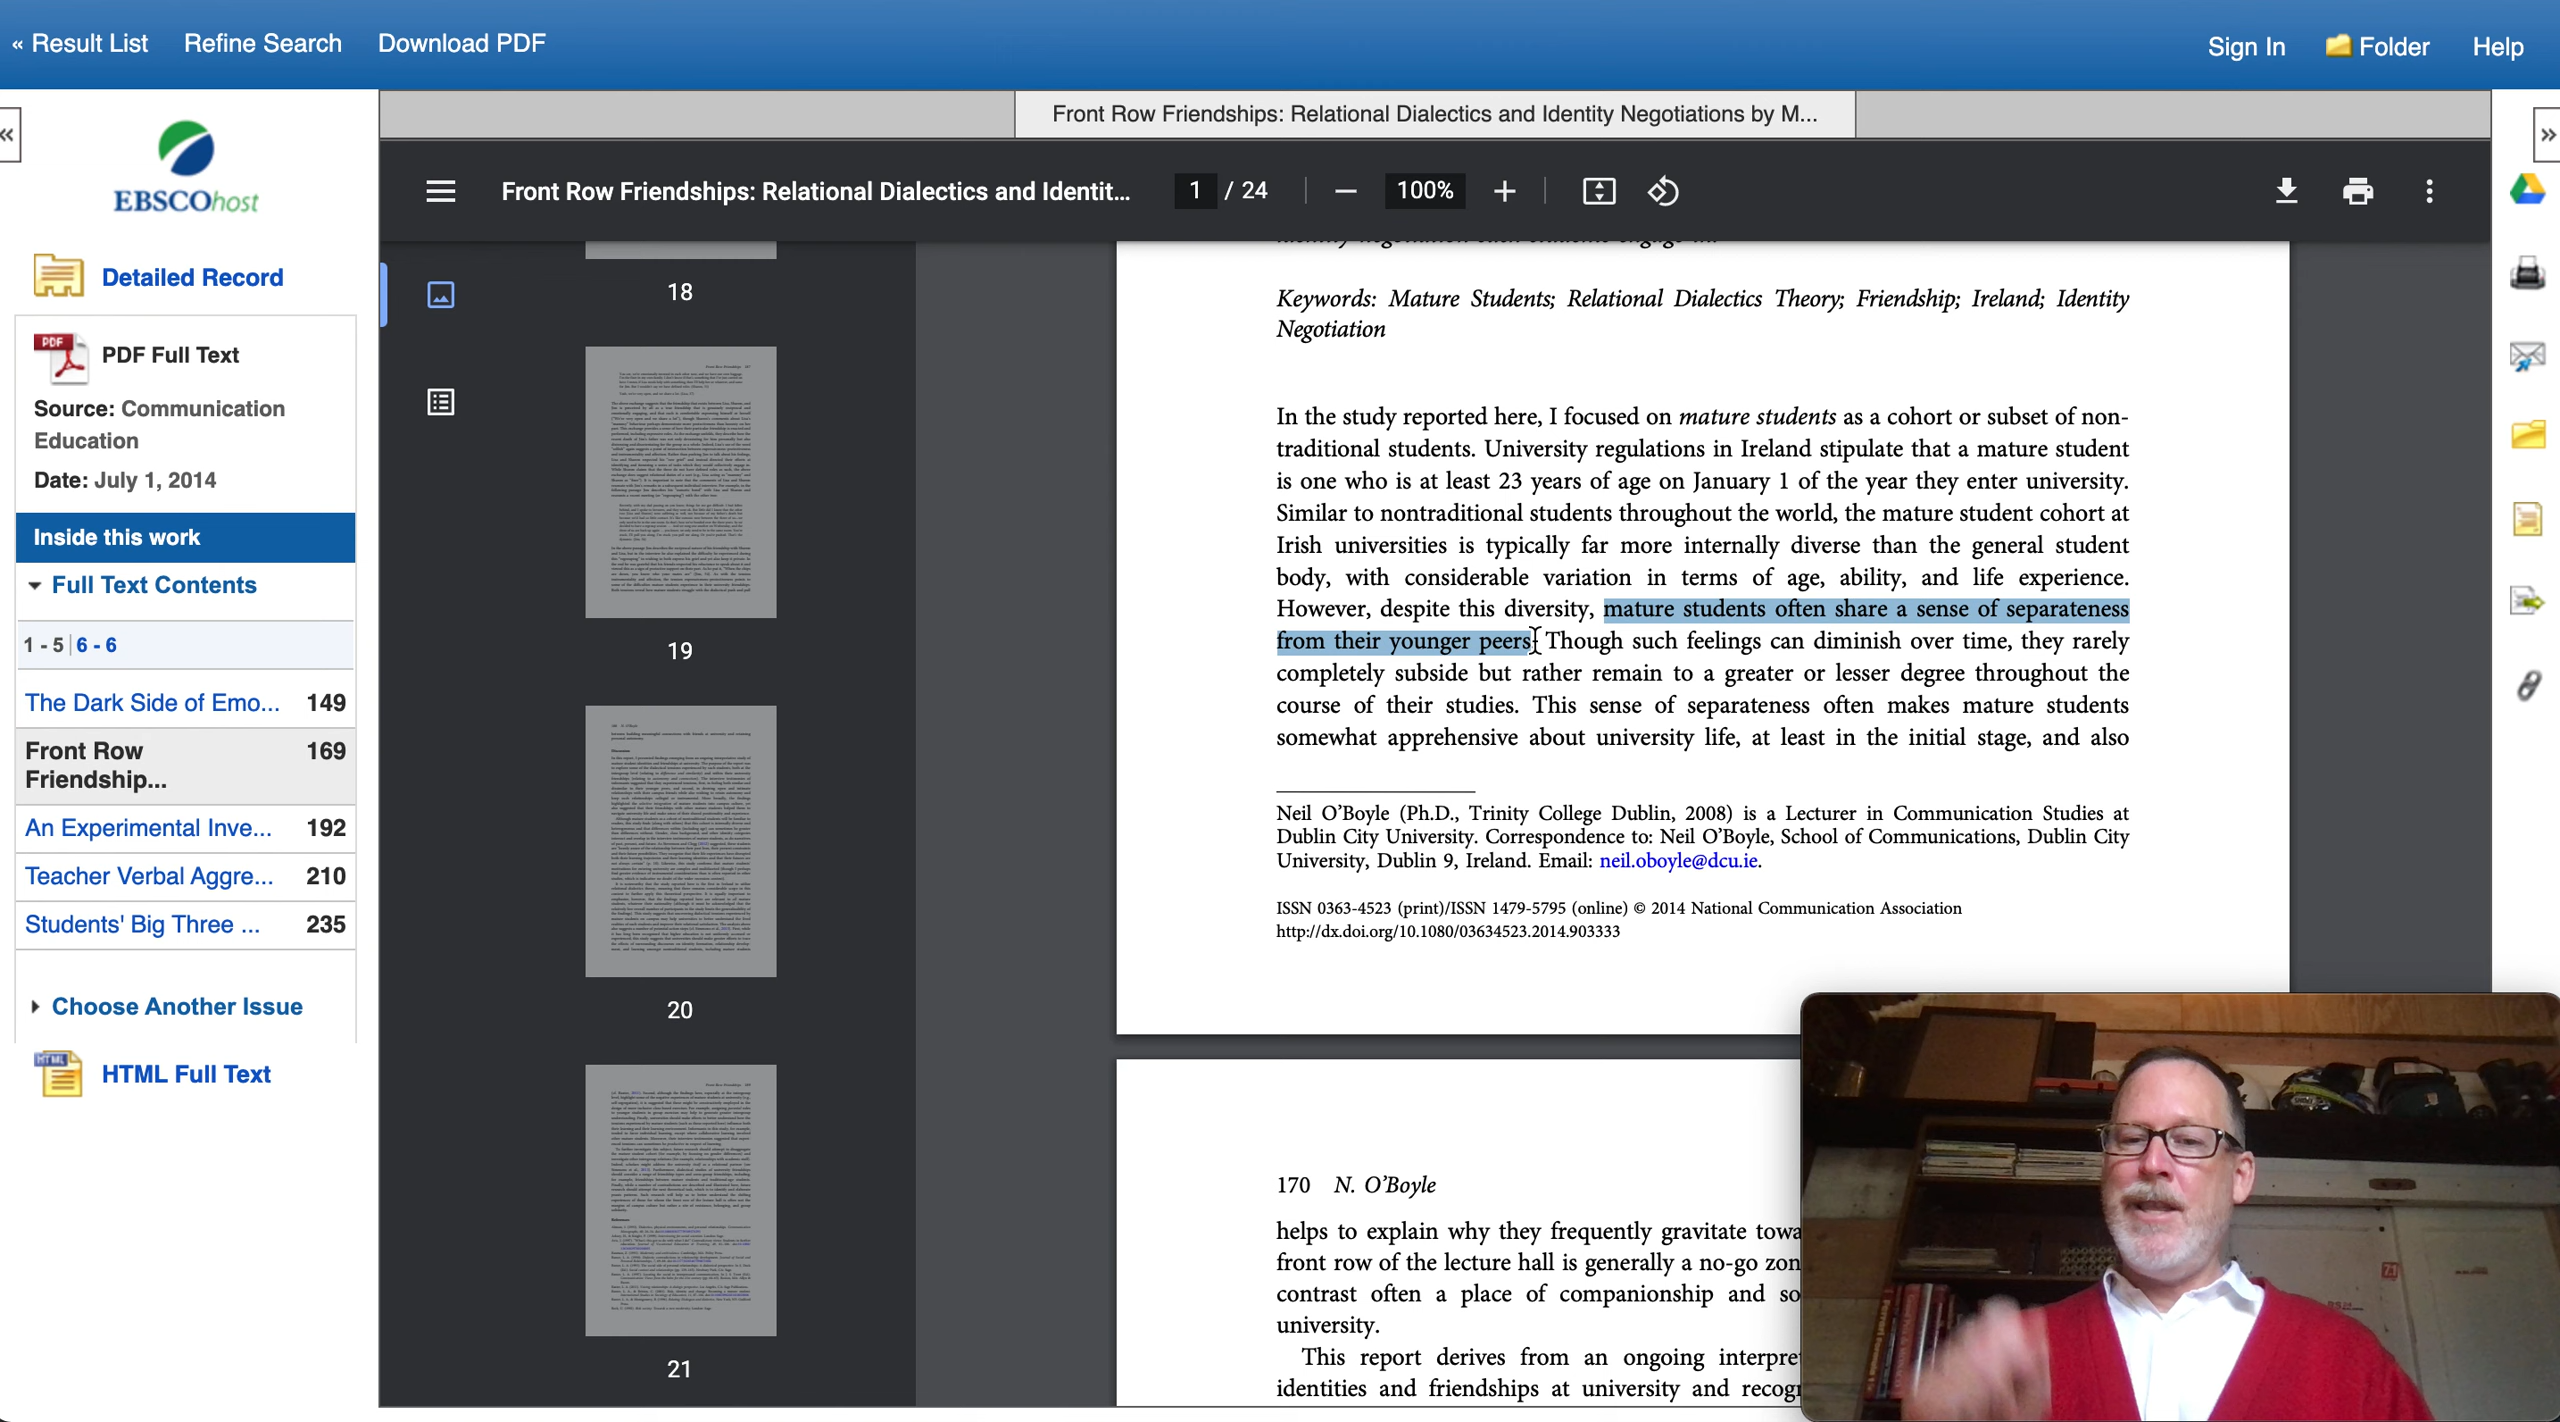 « Result List Refine Search Download PDF
Sign In Folder Help
«
»
Front Row Friendships: Relational Dialectics and Identity Negotiations by M...
EBSCOhost
Detailed Record
PDF
PDF Full Text
Source: Communication
Education
Date: July 1, 2014
Inside this work
Full Text Contents
1 - 5 | 6 - 6
The Dark Side of Emo... 149
Front Row
Friendship... 169
An Experimental Inve... 192
Teacher Verbal Aggre... 210
Students' Big Three ... 235
Choose Another Issue
HTML
HTML Full Text
Front Row Friendships: Relational Dialectics and Identit... 1 / 24 100%
18
19
20
21
Keywords: Mature Students; Relational Dialectics Theory; Friendship; Ireland; Identity
Negotiation
In the study reported here, I focused on mature students as a cohort or subset of non-
traditional students. University regulations in Ireland stipulate that a mature student
is one who is at least 23 years of age on January 1 of the year they enter university.
Similar to nontraditional students throughout the world, the mature student cohort at
Irish universities is typically far more internally diverse than the general student
body, with considerable variation in terms of age, ability, and life experience.
However, despite this diversity, mature students often share a sense of separateness
from their younger peers. Though such feelings can diminish over time, they rarely
completely subside but rather remain to a greater or lesser degree throughout the
course of their studies. This sense of separateness often makes mature students
somewhat apprehensive about university life, at least in the initial stage, and also
Neil O'Boyle (Ph.D., Trinity College Dublin, 2008) is a Lecturer in Communication Studies at
Dublin City University. Correspondence to: Neil O'Boyle, School of Communications, Dublin City
University, Dublin 9, Ireland. Email: neil.oboyle@dcu.ie.
ISSN 0363-4523 (print)/ISSN 1479-5795 (online) © 2014 National Communication Association
http://dx.doi.org/10.1080/03634523.2014.903333
170 N. O'Boyle
helps to explain why they frequently gravitate towa
front row of the lecture hall is generally a no-go zon
contrast often a place of companionship and so
university.
This report derives from an ongoing interpre
identities and friendships at university and recogn